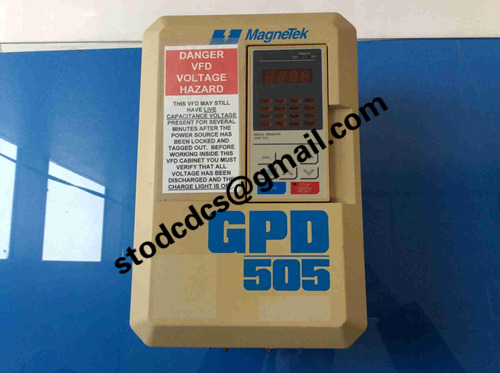 MagneTek
DANGER
VFD
VOLTAGE
HAZARD
THIS VFD MAY STILL
HAVE LIVE
CAPACITANCE VOLTAGE
PRESENT FOR SEVERAL
MINUTES AFTER THE
POWER SOURCE HAS
BEEN LOCKED AND
TAGGED OUT. BEFORE
WORKING INSIDE THIS
VFD CABINET YOU MUST
VERIFY THAT ALL
VOLTAGE HAS BEEN
DISCHARGED AND THE
CHARGE LIGHT IS
STOP
RESET
stodcdcs@gmail.com
GPD
505